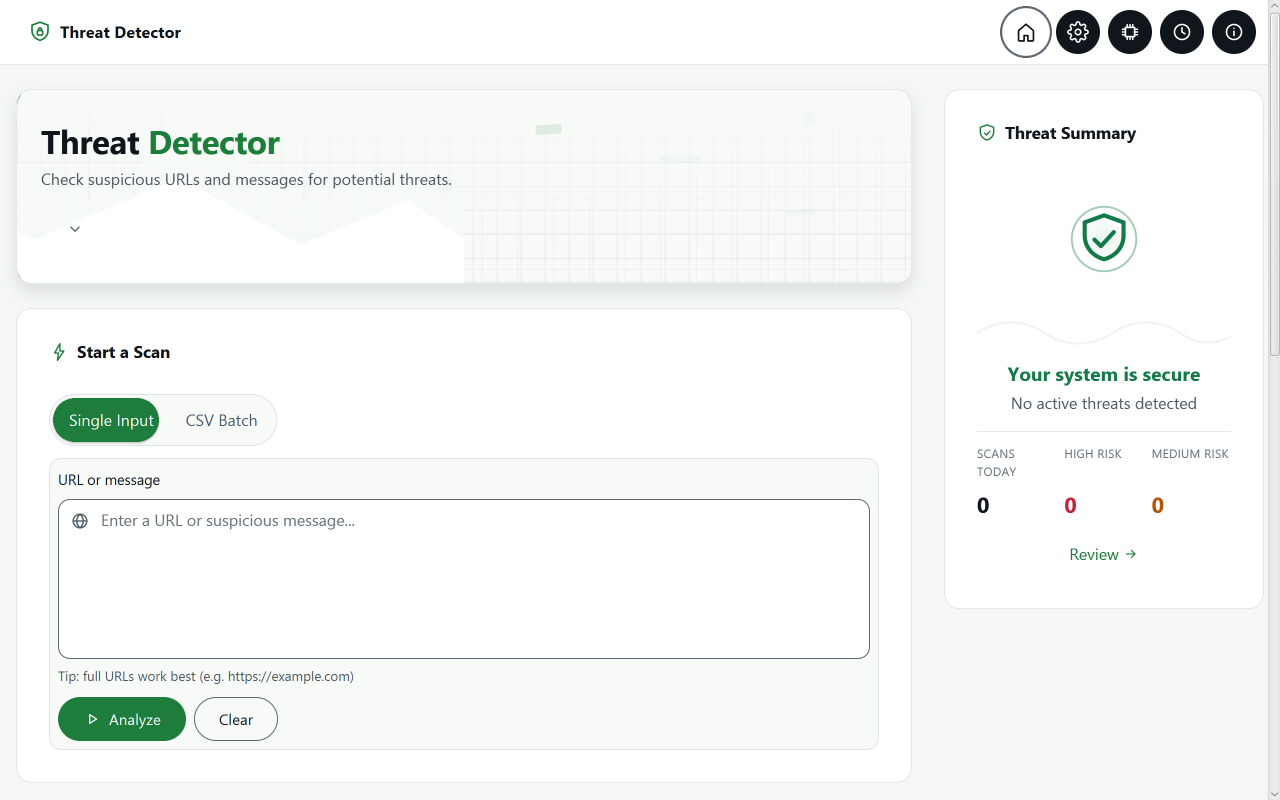 Threat Detector
Threat Detector
Check suspicious URLs and messages for potential threats.
Start a Scan
Single Input
CSV Batch
URL or message
Enter a URL or suspicious message...
Tip: full URLs work best (e.g. https://example.com)
Analyze
Clear
Threat Summary
Your system is secure
No active threats detected
SCANS TODAY
HIGH RISK
MEDIUM RISK
0
0
0
Review →